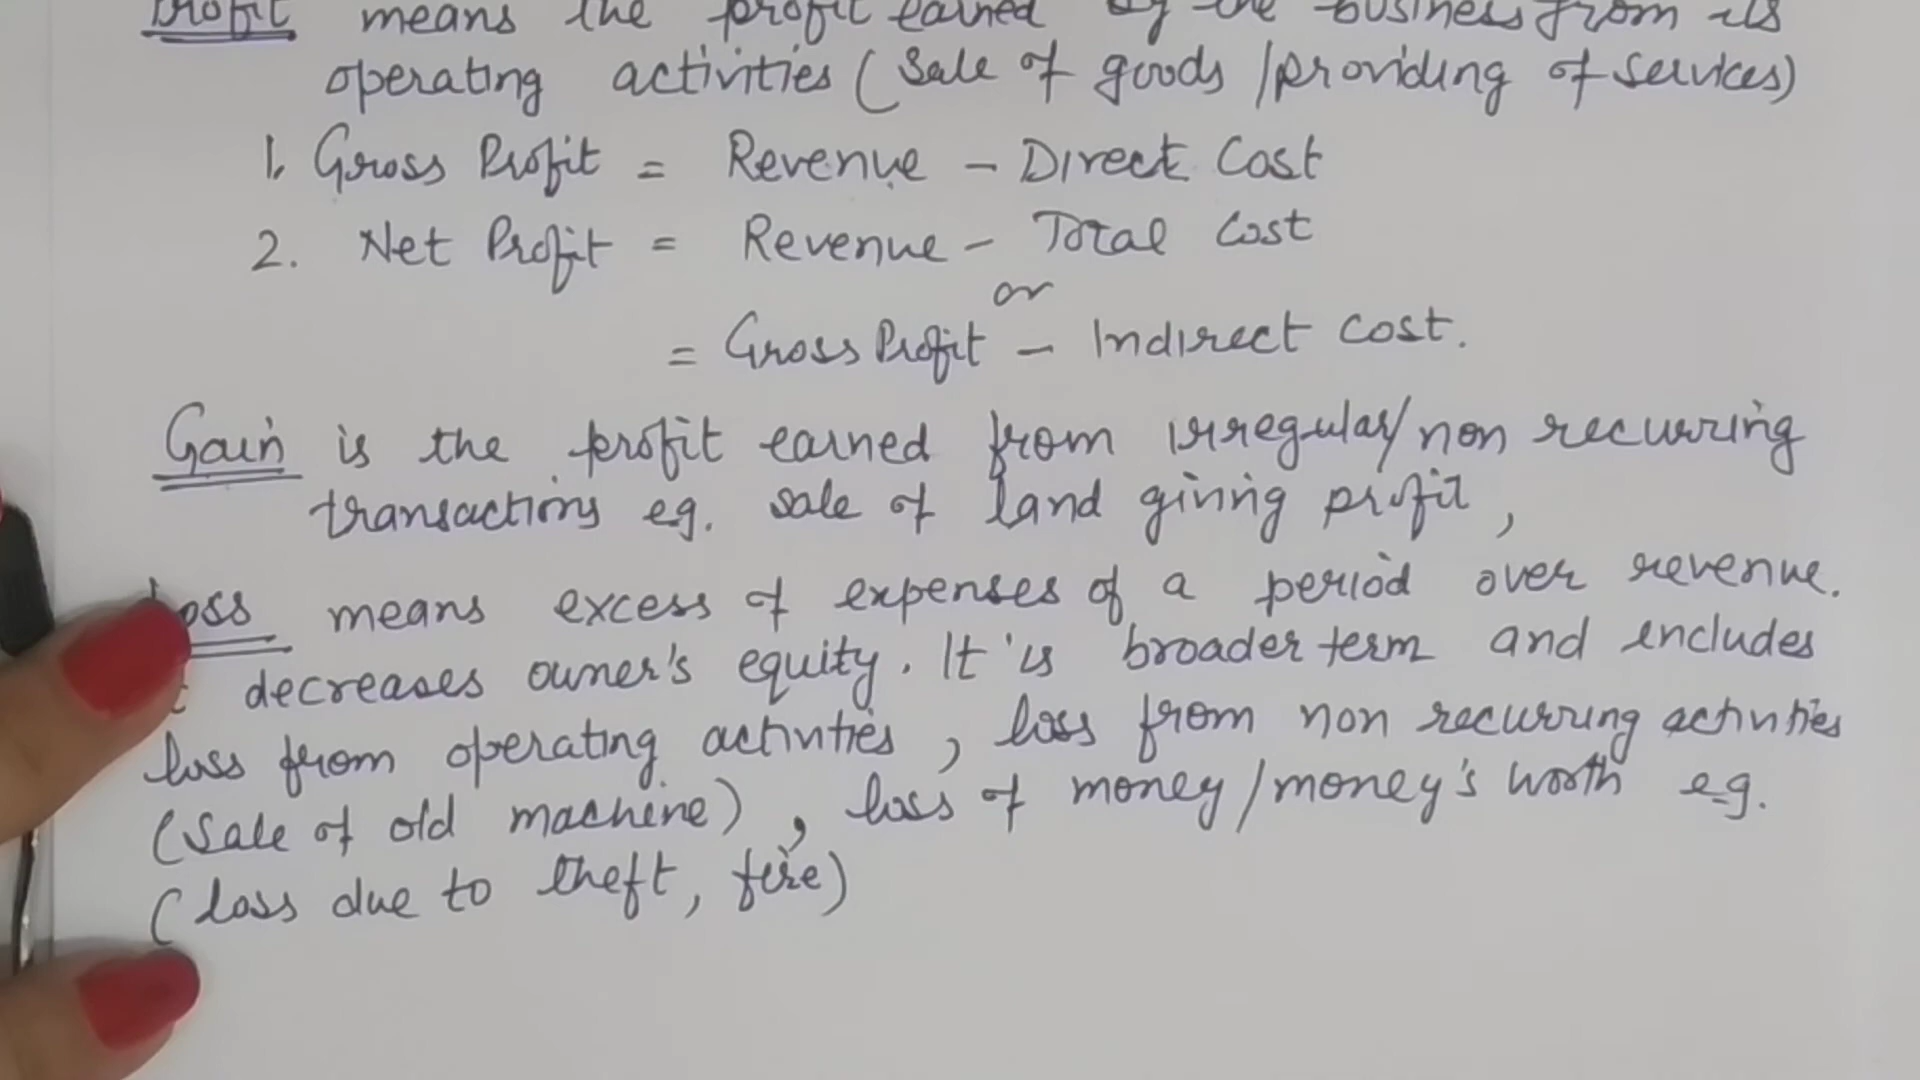 Profit means the profit earned by the business from its
operating activities (Sale of goods /providing of services)
1. Gross Profit = Revenue - Direct Cost
2. Net Profit = Revenue - Total Cost
or
= Gross Profit - Indirect cost.
Gain is the profit earned from irregular/non recurring
transactions eg. sale of land giving profit,
Loss means excess of expenses of a period over revenue.
decreases owner's equity. It is broader term and includes
loss from operating activities, loss from non recurring activities
(Sale of old machine), loss of money/money's worth e.g.
(loss due to theft, fire)